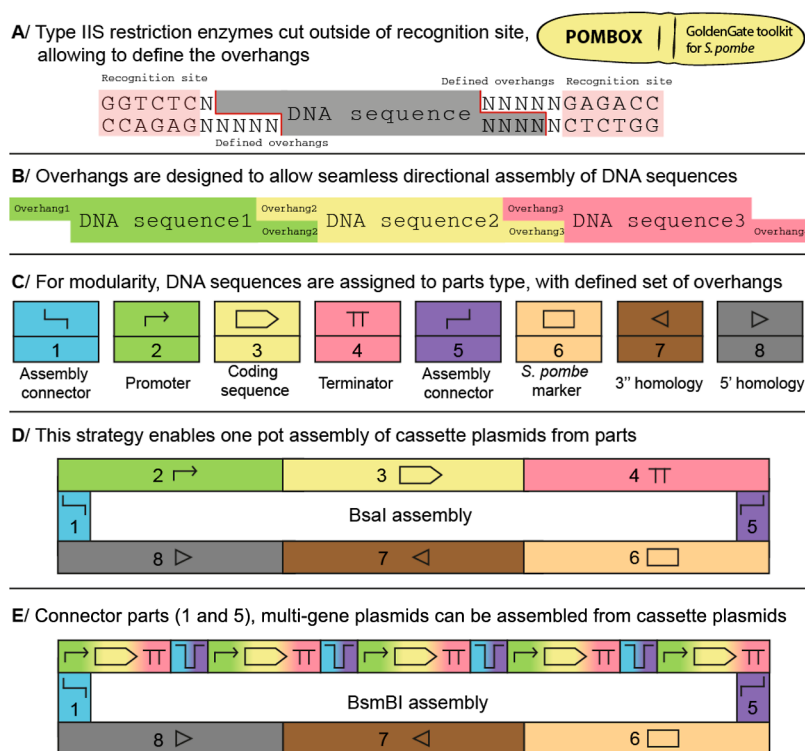 A/ Type IIS restriction enzymes cut outside of recognition site,
allowing to define the overhangs
POMBOX
GoldenGate toolkit
for S. pombe
Recognition site
Defined overhangs
Recognition site
GGTCTCN
DNA sequence
NNNNNGAGACC
CCAGAGNNNNN
NNNNNCTCTGG
Defined overhangs
B/ Overhangs are designed to allow seamless directional assembly of DNA sequences
Overhang1
DNA sequence1
Overhang2
Overhang2
DNA sequence2
Overhang3
Overhang3
DNA sequence3
Overhang
C/ For modularity, DNA sequences are assigned to parts type, with defined set of overhangs
1
2
3
4
5
6
7
8
Assembly
connector
Promoter
Coding
sequence
Terminator
Assembly
connector
S. pombe
marker
3'' homology
5' homology
D/ This strategy enables one pot assembly of cassette plasmids from parts
2
3
4
1
BsaI assembly
5
8
7
6
E/ Connector parts (1 and 5), multi-gene plasmids can be assembled from cassette plasmids
1
BsmBI assembly
5
8
7
6